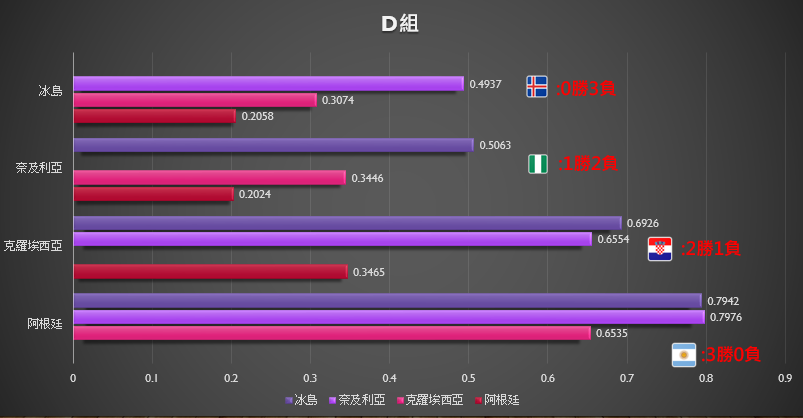 D組
冰島
0.4937
0.3074
0.2058
:0勝3負
奈及利亞
0.5063
0.3446
0.2024
:1勝2負
克羅埃西亞
0.6926
0.6554
0.3465
:2勝1負
阿根廷
0.7942
0.7976
0.6535
:3勝0負
0 0.1 0.2 0.3 0.4 0.5 0.6 0.7 0.8 0.9
冰島 奈及利亞 克羅埃西亞 阿根廷